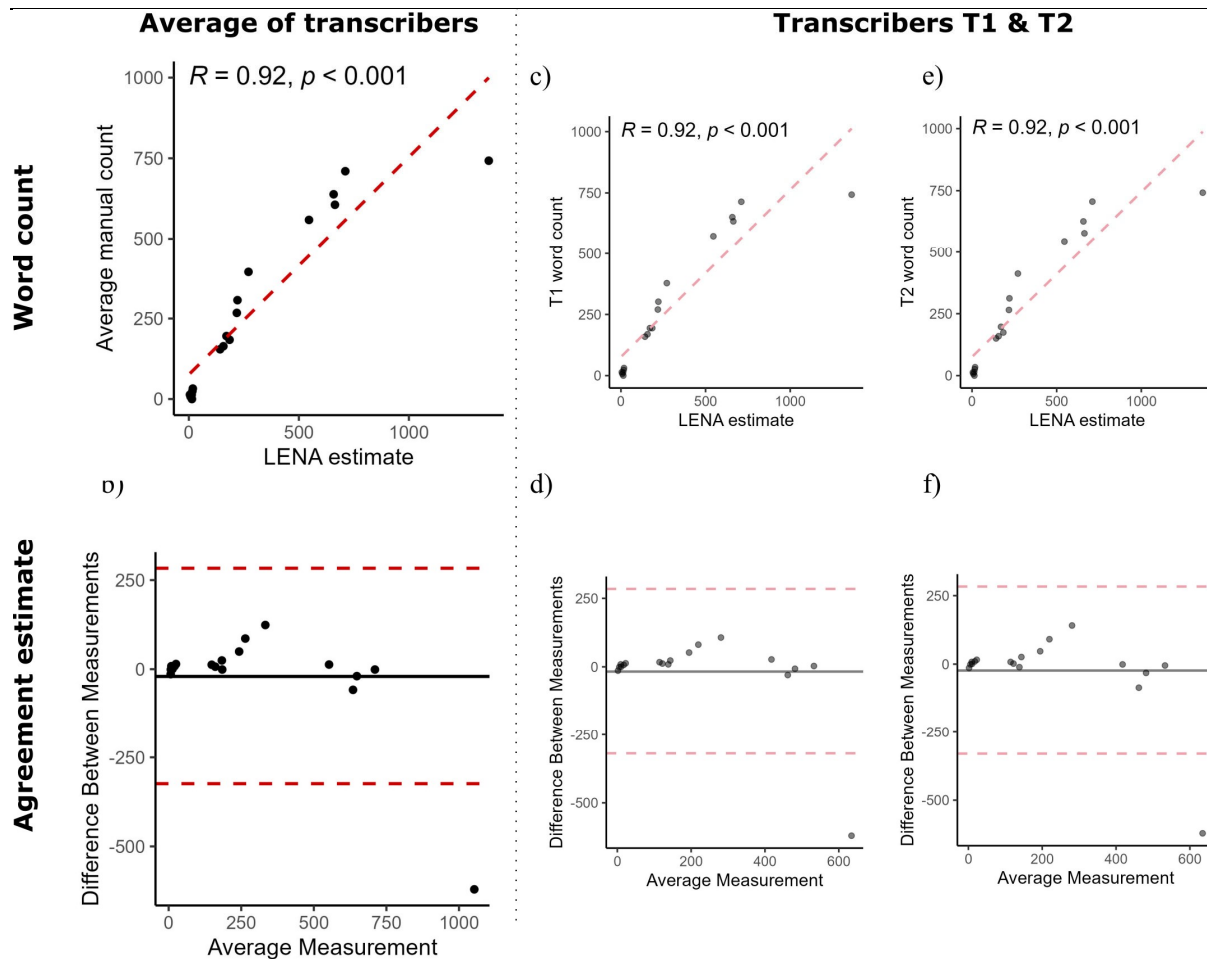 Average of transcribers
Transcribers T1 & T2
Word count
R = 0.92, p < 0.001
1000
750
500
250
0
Average manual count
0 500 1000
LENA estimate
c)
R = 0.92, p < 0.001
1000
750
500
250
0
T1 word count
0 500 1000
LENA estimate
e)
R = 0.92, p < 0.001
1000
750
500
250
0
T2 word count
0 500 1000
LENA estimate
Agreement estimate
b)
250
0
-250
-500
Difference Between Measurements
0 250 500 750 1000
Average Measurement
d)
250
0
-250
-500
Difference Between Measurements
0 200 400 600
Average Measurement
f)
250
0
-250
-500
Difference Between Measurements
0 200 400 600
Average Measurement